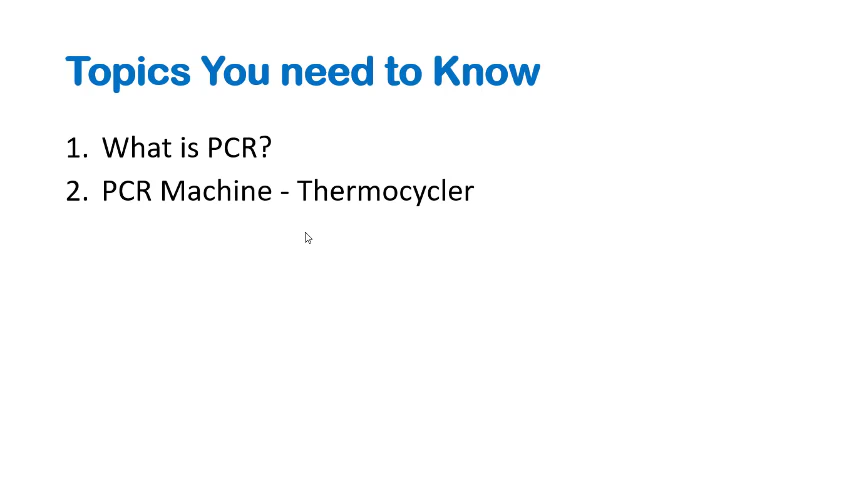 Topics You need to Know
1. What is PCR?
2. PCR Machine - Thermocycler